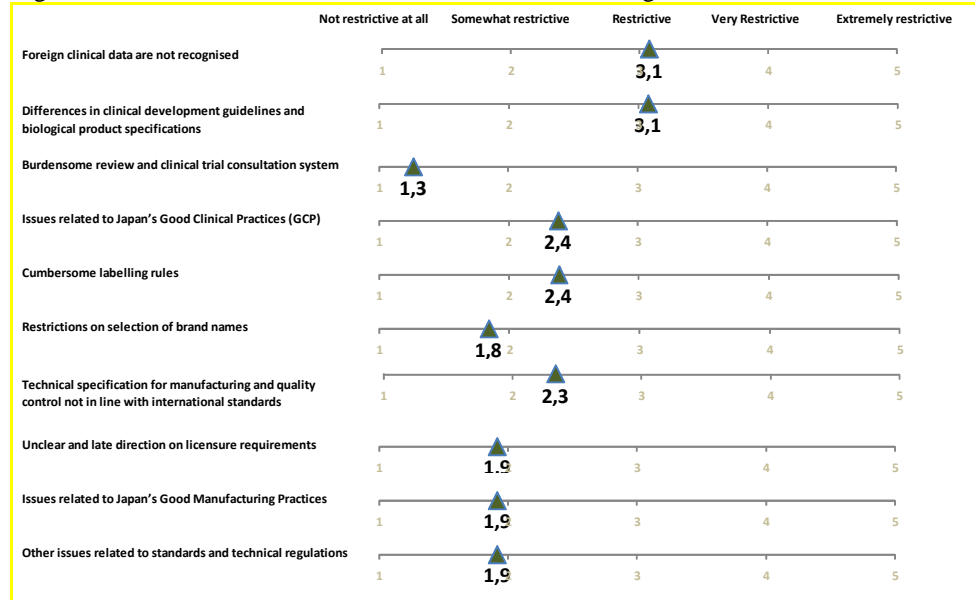 Not restrictive at all Somewhat restrictive Restrictive Very Restrictive Extremely restrictive
Foreign clinical data are not recognised
1 2 3 4 5
3,1
Differences in clinical development guidelines and
biological product specifications
1 2 3 4 5
3,1
Burdensome review and clinical trial consultation system
1 2 3 4 5
1,3
Issues related to Japan's Good Clinical Practices (GCP)
1 2 3 4 5
2,4
Cumbersome labelling rules
1 2 3 4 5
2,4
Restrictions on selection of brand names
1 2 3 4 5
1,8
Technical specification for manufacturing and quality
control not in line with international standards
1 2 3 4 5
2,3
Unclear and late direction on licensure requirements
1 2 3 4 5
1,9
Issues related to Japan's Good Manufacturing Practices
1 2 3 4 5
1,9
Other issues related to standards and technical regulations
1 2 3 4 5
1,9